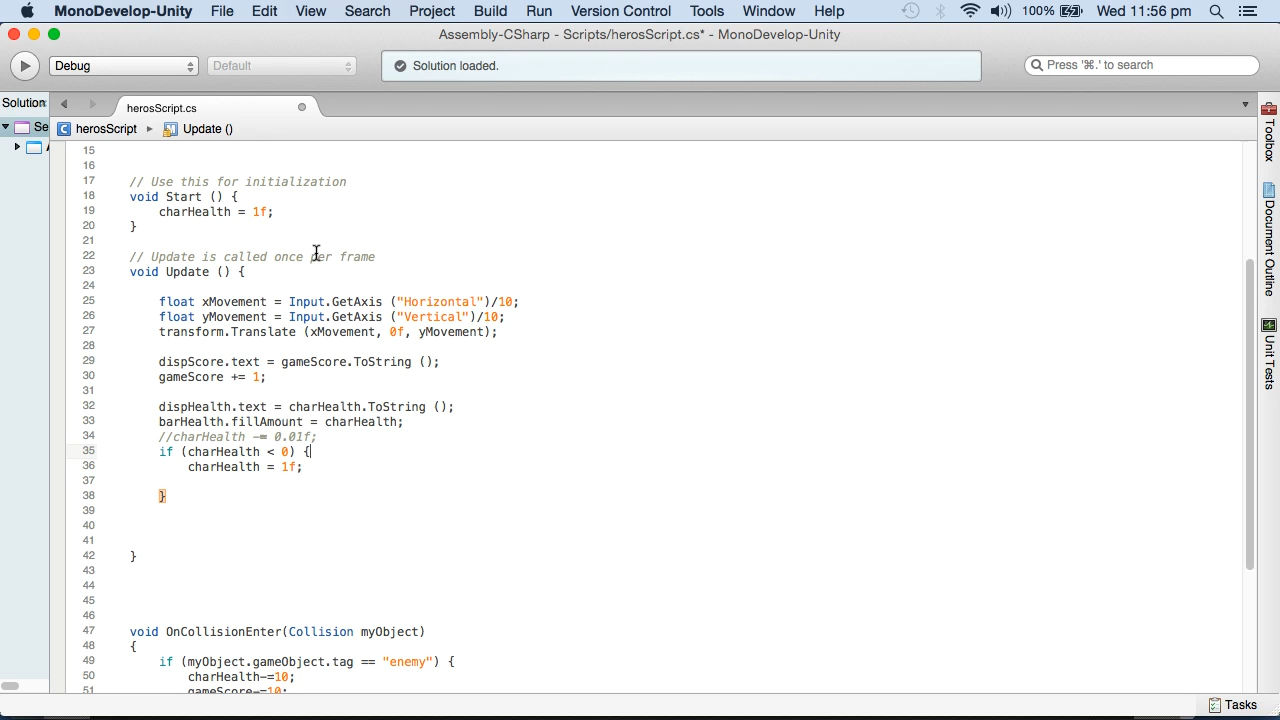 MonoDevelop-Unity File Edit View Search Project Build Run Version Control Tools Window Help 100% Wed 11:56 pm
Assembly-CSharp - Scripts/herosScript.cs* - MonoDevelop-Unity
Debug Default Solution loaded. Press '⌘.' to search
Solution herosScript.cs
Se herosScript Update ()
15
16
17 // Use this for initialization
18 void Start () {
19 charHealth = 1f;
20 }
21
22 // Update is called once per frame
23 void Update () {
24
25 float xMovement = Input.GetAxis ("Horizontal")/10;
26 float yMovement = Input.GetAxis ("Vertical")/10;
27 transform.Translate (xMovement, 0f, yMovement);
28
29 dispScore.text = gameScore.ToString ();
30 gameScore += 1;
31
32 dispHealth.text = charHealth.ToString ();
33 barHealth.fillAmount = charHealth;
34 //charHealth -= 0.01f;
35 if (charHealth < 0) {
36 charHealth = 1f;
37
38 }
39
40
41
42 }
43
44
45
46
47 void OnCollisionEnter(Collision myObject)
48 {
49 if (myObject.gameObject.tag == "enemy") {
50 charHealth-=10;
51 gameScore-=10;
Toolbox
Document Outline
Unit Tests
Tasks